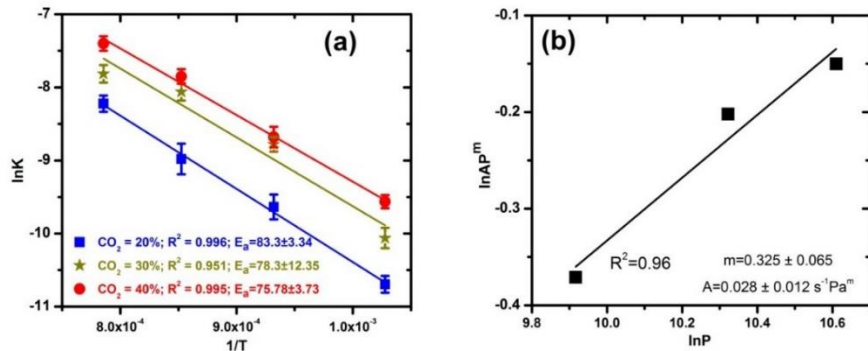 -7
-8
-9
-10
-11
lnK
(a)
CO₂ = 20%; R² = 0.996; Eₐ=83.3±3.34
CO₂ = 30%; R² = 0.951; Eₐ=78.3±12.35
CO₂ = 40%; R² = 0.995; Eₐ=75.78±3.73
8.0x10⁻⁴ 9.0x10⁻⁴ 1.0x10⁻³
1/T
-0.1
-0.2
-0.3
-0.4
lnAPᵐ
(b)
R²=0.96
m=0.325 ± 0.065
A=0.028 ± 0.012 s⁻¹Paᵐ
9.8 10.0 10.2 10.4 10.6
lnP